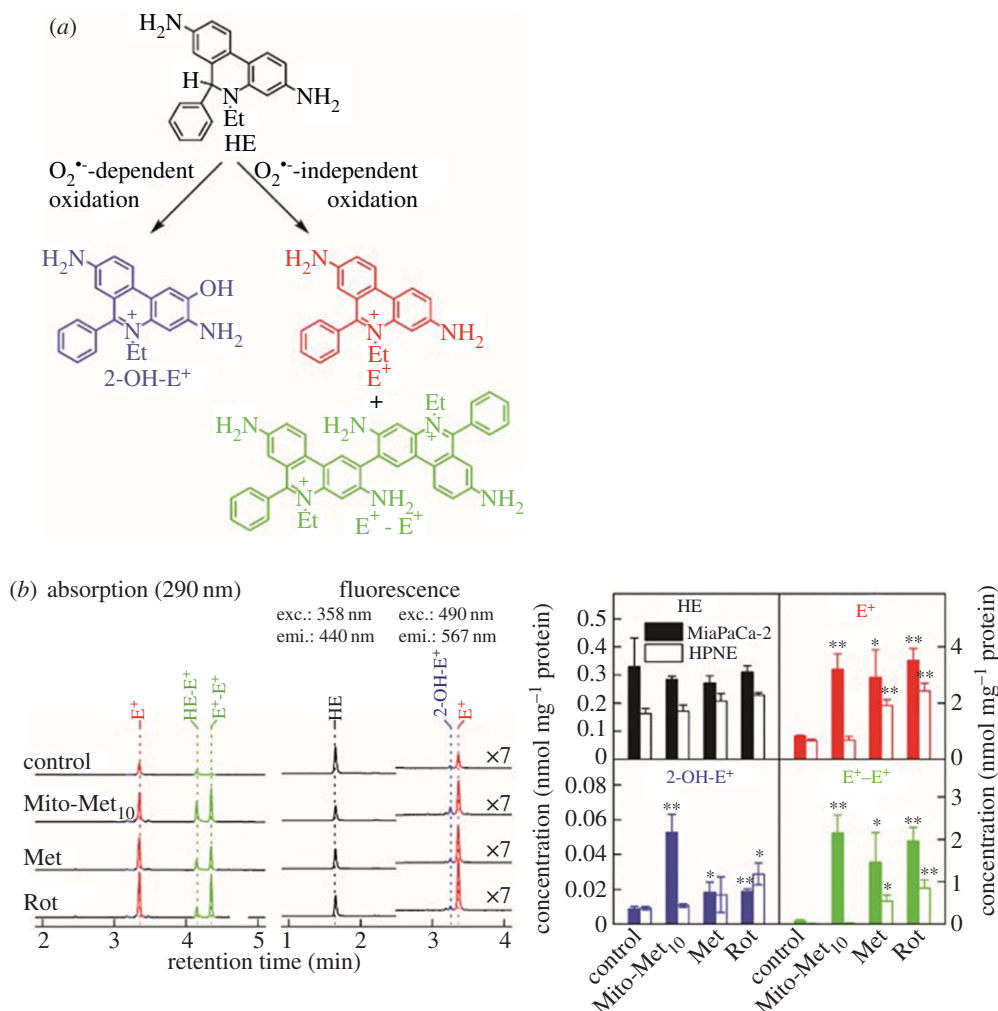 (a)
H₂N
H
N
NH₂
Et
HE
O₂•--dependent
oxidation
O₂•--independent
oxidation
H₂N
OH
+
N
NH₂
Et
2-OH-E⁺
H₂N
+
N
NH₂
Et
E⁺
+
H₂N
H₂N
Et
N
+
+
N
NH₂
Et
NH₂
E⁺ - E⁺
(b) absorption (290 nm)
fluorescence
exc.: 358 nm
emi.: 440 nm
exc.: 490 nm
emi.: 567 nm
E⁺
HE-E⁺
E⁺-E⁺
HE
2-OH-E⁺
E⁺
control
×7
Mito-Met₁₀
×7
Met
×7
Rot
×7
2 3 4 5 1 2 3 4
retention time (min)
concentration (nmol mg⁻¹ protein)
HE
MiaPaCa-2
HPNE
0.5
0.4
0.3
0.2
0.1
0
E⁺
** * ** ** **
4
3
2
1
0
2-OH-E⁺
** * ** *
0.08
0.06
0.04
0.02
0
E⁺–E⁺
** * * ** **
3
2
1
0
concentration (nmol mg⁻¹ protein)
control
Mito-Met₁₀
Met
Rot
control
Mito-Met₁₀
Met
Rot